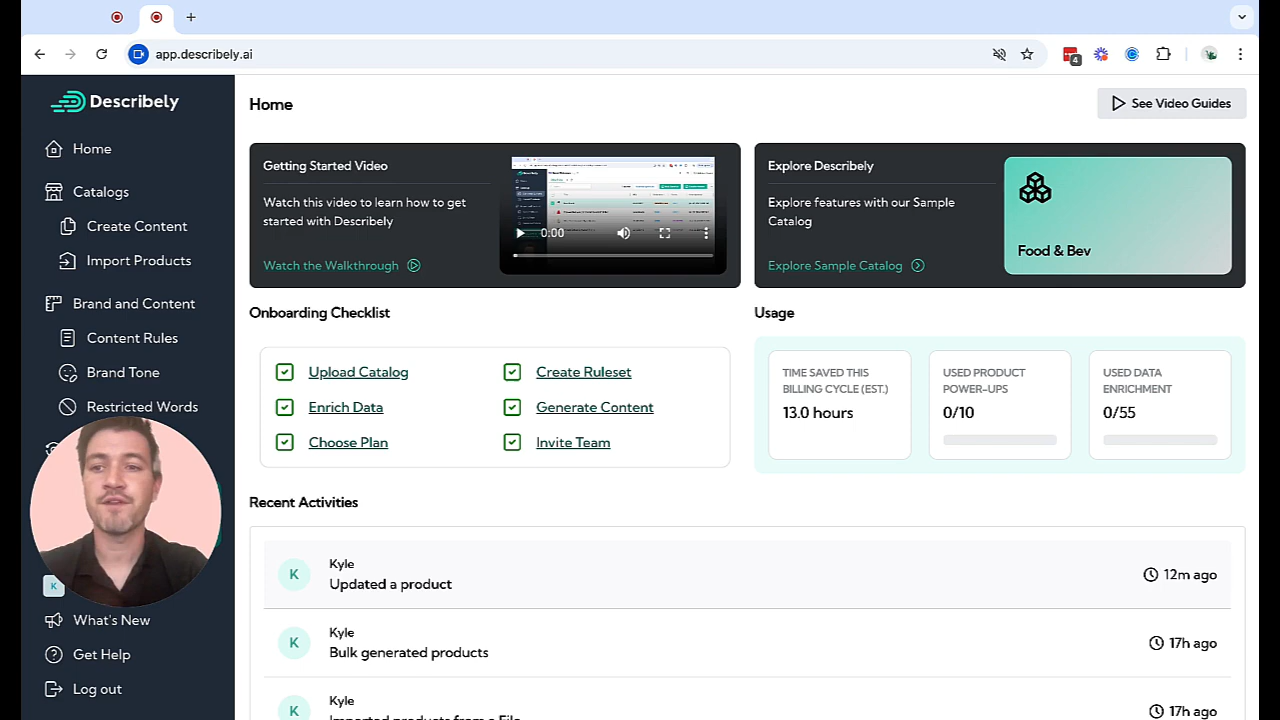 app.describely.ai
4
Describely
Home
Catalogs
Create Content
Import Products
Brand and Content
Content Rules
Brand Tone
Restricted Words
K
What's New
Get Help
Log out
Home
See Video Guides
Getting Started Video
Watch this video to learn how to get
started with Describely
Watch the Walkthrough
0:00
Explore Describely
Explore features with our Sample
Catalog
Explore Sample Catalog
Food & Bev
Onboarding Checklist
Upload Catalog
Create Ruleset
Enrich Data
Generate Content
Choose Plan
Invite Team
Usage
TIME SAVED THIS
BILLING CYCLE (EST.)
13.0 hours
USED PRODUCT
POWER-UPS
0/10
USED DATA
ENRICHMENT
0/55
Recent Activities
K
Kyle
Updated a product
12m ago
K
Kyle
Bulk generated products
17h ago
K
Kyle
Imported products from a File
17h ago